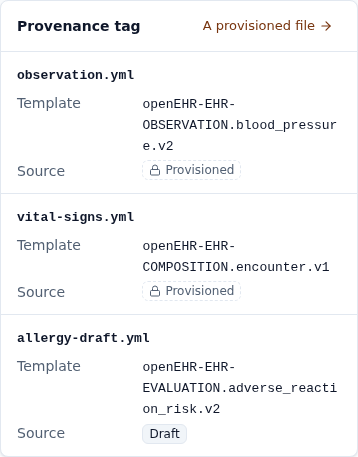 Provenance tag
A provisioned file →
observation.yml
Template
openEHR-EHR-
OBSERVATION.blood_pressur
e.v2
Source
Provisioned
vital-signs.yml
Template
openEHR-EHR-
COMPOSITION.encounter.v1
Source
Provisioned
allergy-draft.yml
Template
openEHR-EHR-
EVALUATION.adverse_reacti
on_risk.v2
Source
Draft